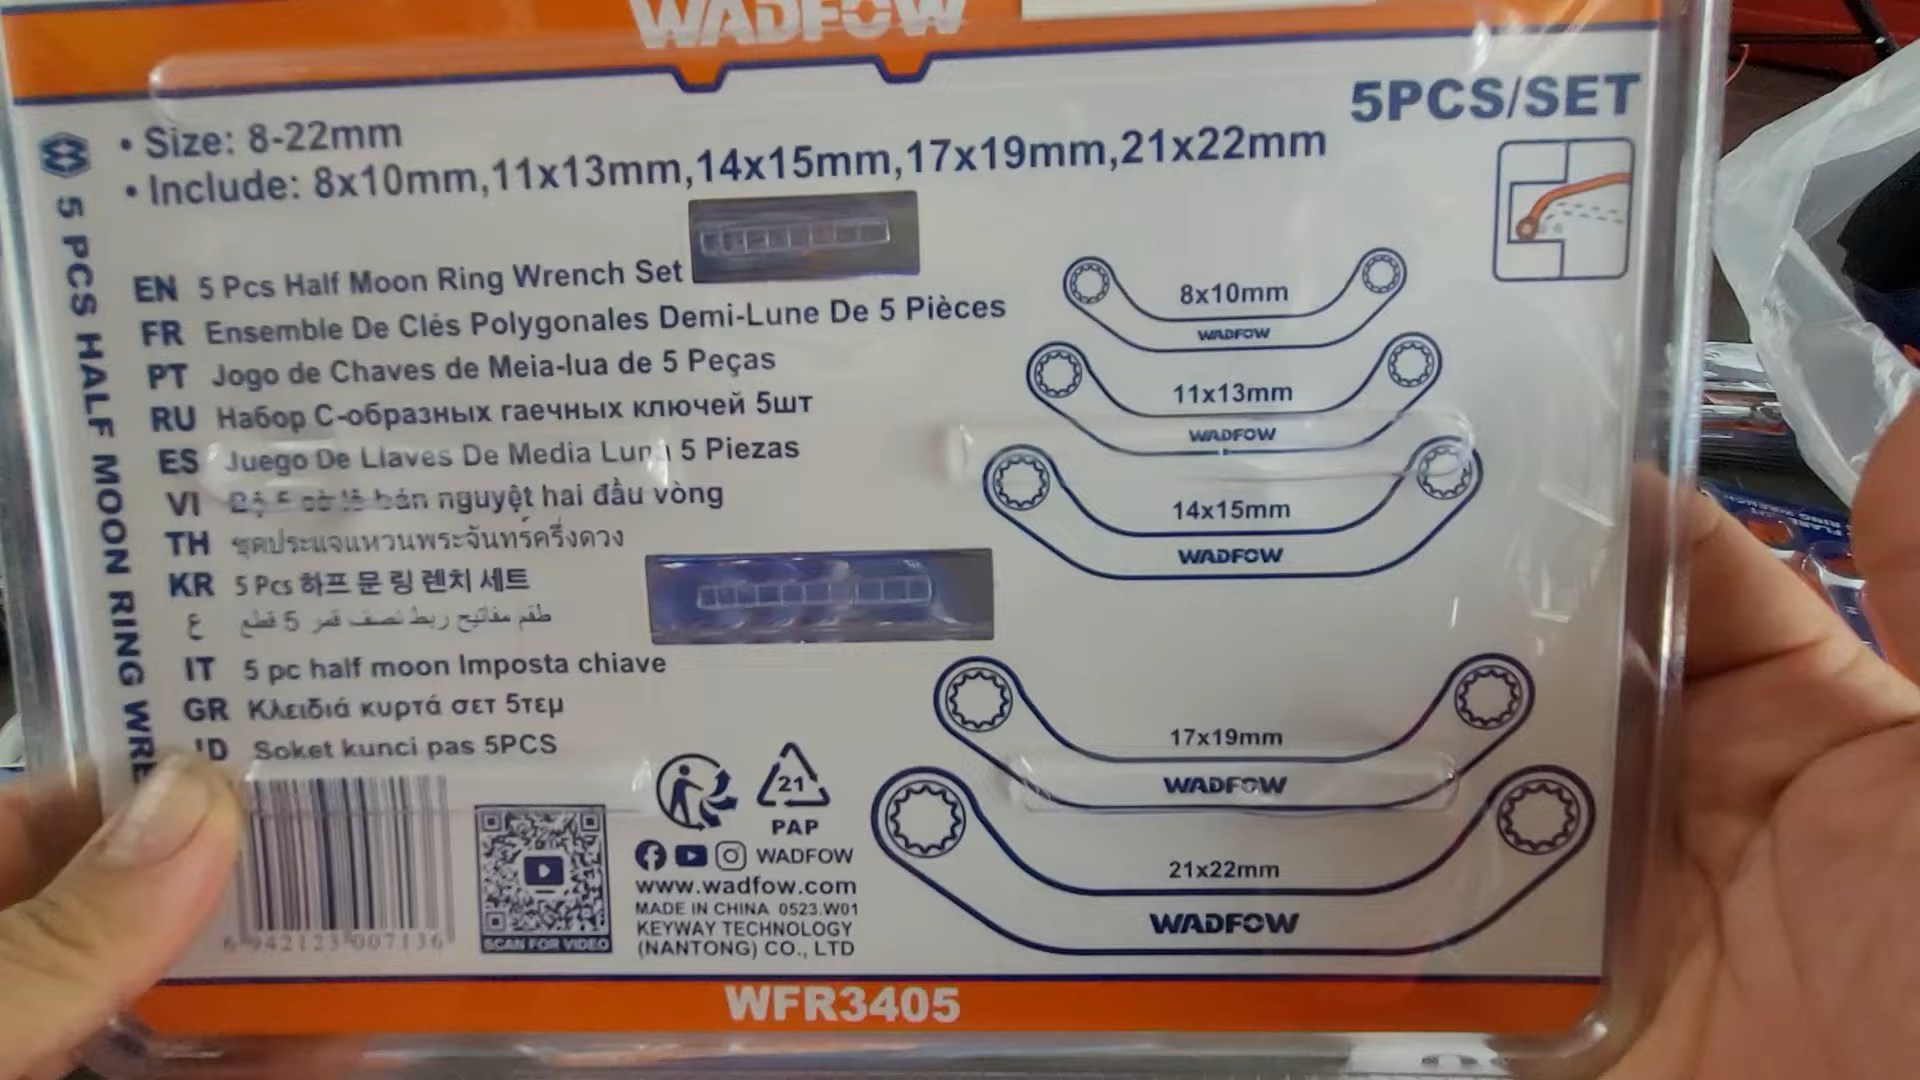 WADFOW
5PCS/SET
• Size: 8-22mm
• Include: 8x10mm,11x13mm,14x15mm,17x19mm,21x22mm
5 PCS HALF MOON RING WRE
EN 5 Pcs Half Moon Ring Wrench Set
FR Ensemble De Clés Polygonales Demi-Lune De 5 Pièces
PT Jogo de Chaves de Meia-lua de 5 Peças
RU Набор С-образных гаечных ключей 5шт
ES Juego De Llaves De Media Luna 5 Piezas
VI Bộ 5 cờ lê bán nguyệt hai đầu vòng
TH ชุดประแจแหวนพระจันทร์ครึ่งดวง
KR 5 Pcs 하프 문 링 렌치 세트
ع طقم مفاتيح ربط نصف قمر 5 قطع
IT 5 pc half moon Imposta chiave
GR Κλειδιά κυρτά σετ 5τεμ
ID Soket kunci pas 5PCS
8x10mm
WADFOW
11x13mm
WADFOW
14x15mm
WADFOW
17x19mm
WADFOW
21x22mm
WADFOW
6 942123 007136
SCAN FOR VIDEO
21
PAP
WADFOW
www.wadfow.com
MADE IN CHINA 0523.W01
KEYWAY TECHNOLOGY
(NANTONG) CO., LTD
WFR3405